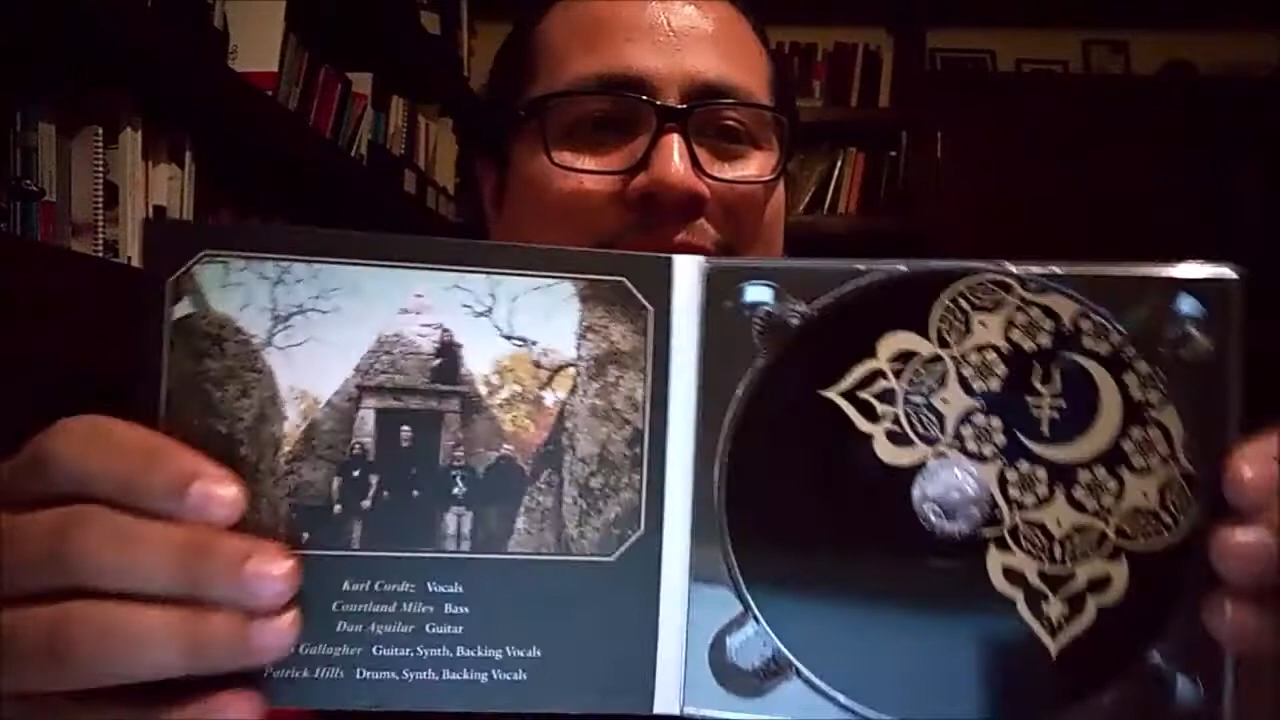 Karl Cordtz Vocals
Courtland Miles Bass
Dan Aguilar Guitar
Gallagher Guitar, Synth, Backing Vocals
Patrick Hills Drums, Synth, Backing Vocals